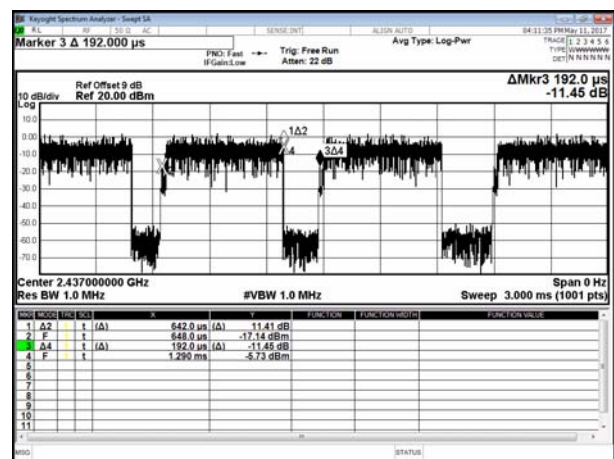 Keysight Spectrum Analyzer - Swept SA
RL RF 50 Ω AC SENSE:INT ALIGN AUTO 04:11:35 PM May 11, 2017
Marker 3 Δ 192.000 µs
PNO: Fast
IFGain:Low
Trig: Free Run
Atten: 22 dB
Avg Type: Log-Pwr
TRACE 1 2 3 4 5 6
TYPE WWWWWW
DET N N N N N N
Ref Offset 9 dB
Ref 20.00 dBm
10 dB/div
Log
ΔMkr3 192.0 µs
-11.45 dB
10.0
0.00
-10.0
-20.0
-30.0
-40.0
-50.0
-60.0
-70.0
1Δ2
4
3Δ4
Center 2.437000000 GHz
Span 0 Hz
Res BW 1.0 MHz
#VBW 1.0 MHz
Sweep 3.000 ms (1001 pts)
MKR MODE TRC SCL X Y FUNCTION FUNCTION WIDTH FUNCTION VALUE
1 Δ2 1 t (Δ) 642.0 µs (Δ) 11.41 dB
2 F 1 t 648.0 µs -17.14 dBm
3 Δ4 1 t (Δ) 192.0 µs (Δ) -11.45 dB
4 F 1 t 1.290 ms -5.73 dBm
5
6
7
8
9
10
11
MSG STATUS